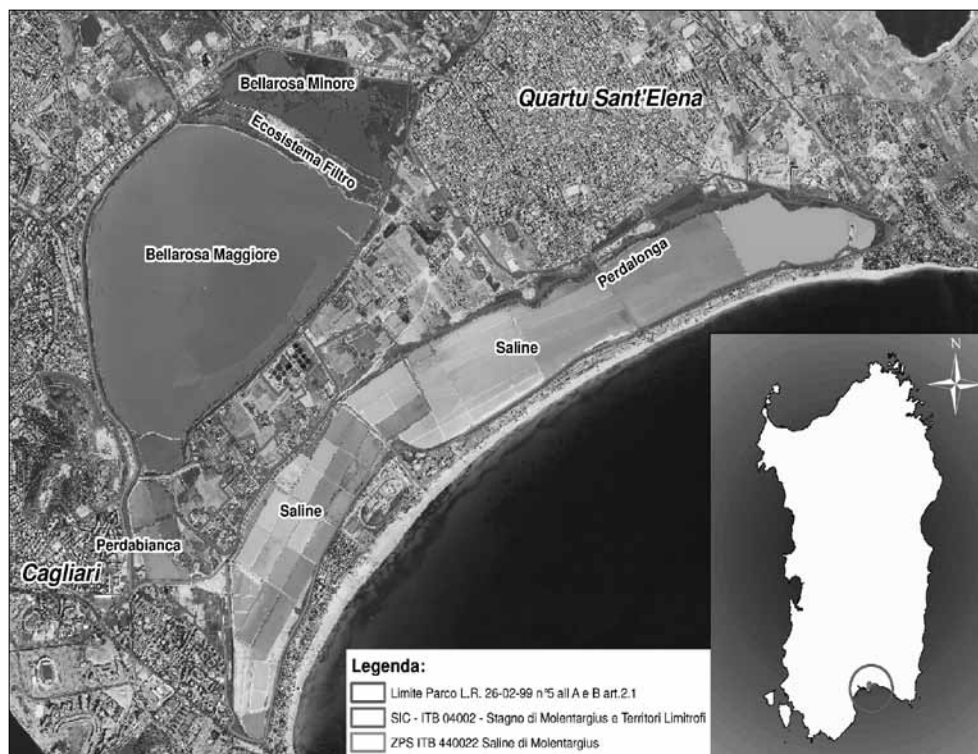 Bellarosa Minore
Quartu Sant'Elena
Ecosistema Filtro
Bellarosa Maggiore
Perdalonga
Saline
Saline
Perdabianca
Cagliari
N
Legenda:
Limite Parco L.R. 26-02-99 n°5 all A e B art.2.1
SIC - ITB 04002 - Stagno di Molentargius e Territori Limitrofi
ZPS ITB 440022 Saline di Molentargius